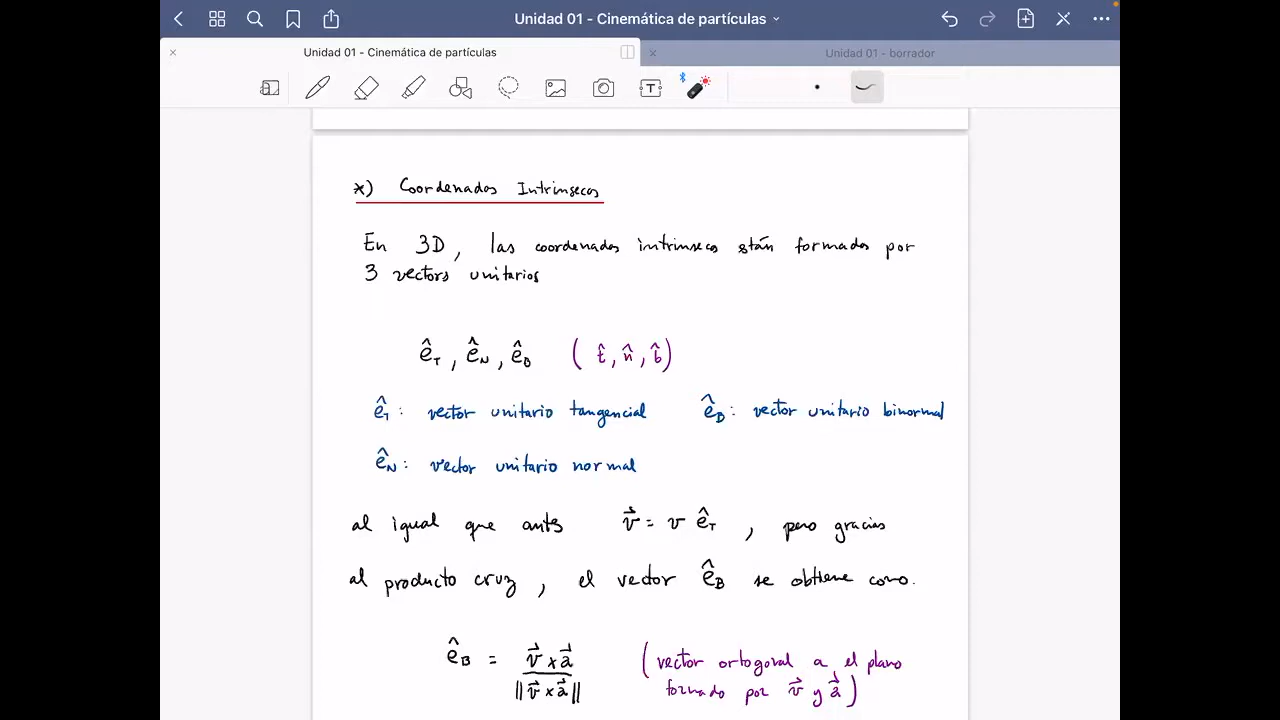 Unidad 01 - Cinemática de partículas
Unidad 01 - Cinemática de partículas
Unidad 01 - borrador
*) Coordenadas Intrinsecas
En 3D, las coordenadas intrinsecas están formadas por
3 vectores unitarios
ê_T, ê_N, ê_B (t̂, n̂, b̂)
ê_T: vector unitario tangencial ê_B: vector unitario binormal
ê_N: vector unitario normal
al igual que antes v⃗ = v ê_T, pero gracias
al producto cruz, el vector ê_B se obtiene como.
ê_B = v⃗ × a⃗ / ||v⃗ × a⃗|| (vector ortogonal a el plano
formado por v⃗ y a⃗)